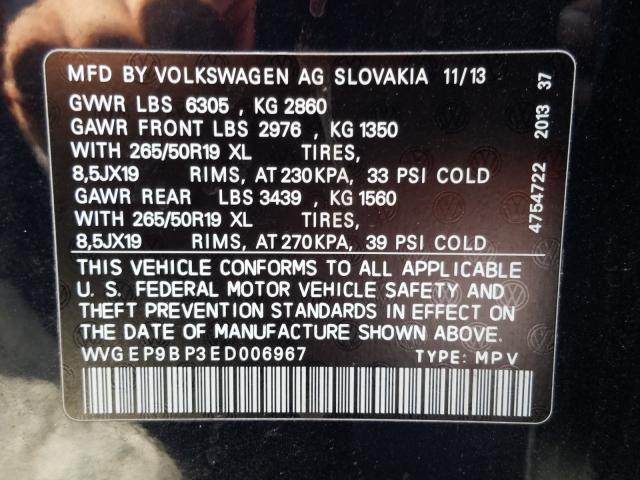 MFD BY VOLKSWAGEN AG SLOVAKIA 11/13
GVWR LBS 6305 , KG 2860
GAWR FRONT LBS 2976 , KG 1350
WITH 265/50R19 XL TIRES,
8,5JX19 RIMS, AT 230KPA, 33 PSI COLD
GAWR REAR LBS 3439 , KG 1560
WITH 265/50R19 XL TIRES,
8,5JX19 RIMS, AT 270KPA, 39 PSI COLD
THIS VEHICLE CONFORMS TO ALL APPLICABLE
U. S. FEDERAL MOTOR VEHICLE SAFETY AND
THEFT PREVENTION STANDARDS IN EFFECT ON
THE DATE OF MANUFACTURE SHOWN ABOVE.
WVGEP9BP3ED006967 TYPE: MPV
4754722 2013 37